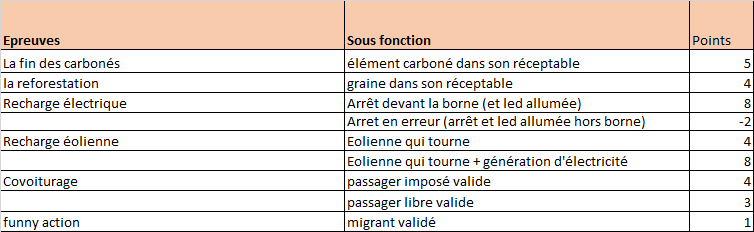 Epreuves Sous fonction Points
La fin des carbonés élément carboné dans son réceptable 5
la reforestation graine dans son réceptable 4
Recharge électrique Arrêt devant la borne (et led allumée) 8
Arret en erreur (arrêt et led allumée hors borne) -2
Recharge éolienne Eolienne qui tourne 4
Eolienne qui tourne + génération d'électricité 8
Covoiturage passager imposé valide 4
passager libre valide 3
funny action migrant validé 1